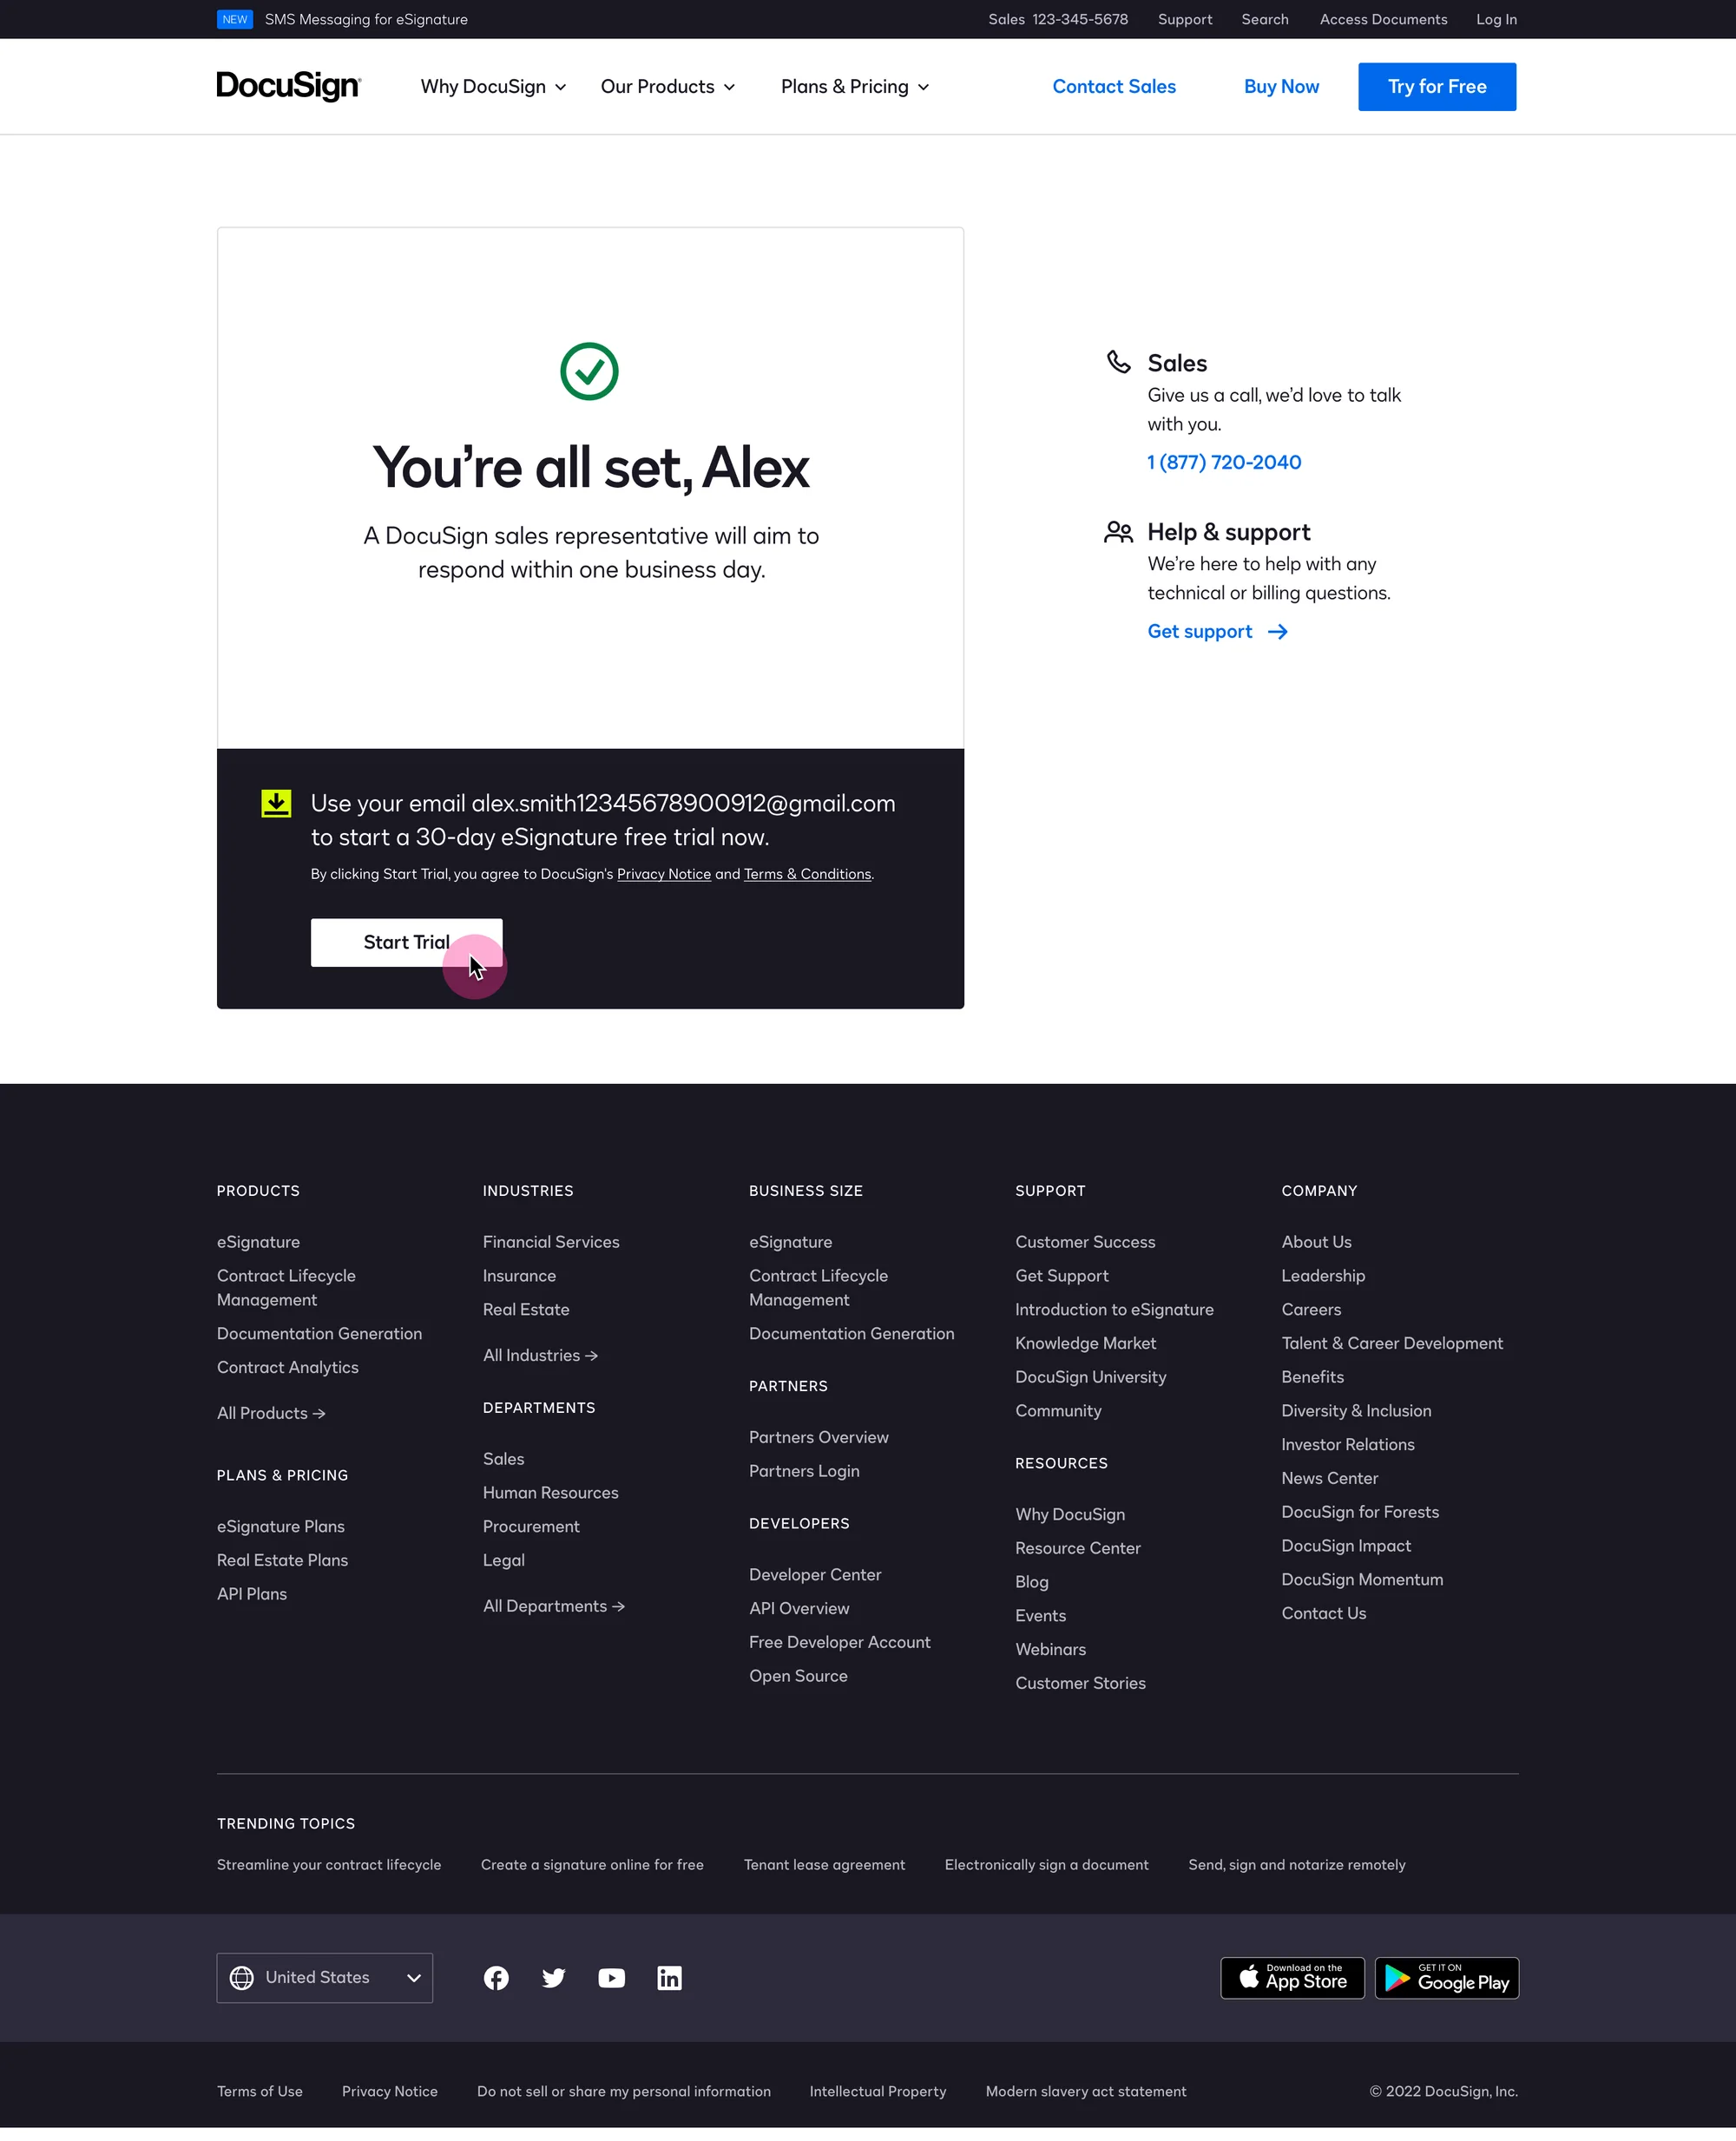 NEW SMS Messaging for eSignature
Sales 123-345-5678 Support Search Access Documents Log In
DocuSign Why DocuSign Our Products Plans & Pricing Contact Sales Buy Now Try for Free
You're all set, Alex
A DocuSign sales representative will aim to
respond within one business day.
Use your email alex.smith12345678900912@gmail.com
to start a 30-day eSignature free trial now.
By clicking Start Trial, you agree to DocuSign's Privacy Notice and Terms & Conditions.
Start Trial
Sales
Give us a call, we'd love to talk
with you.
1 (877) 720-2040
Help & support
We're here to help with any
technical or billing questions.
Get support →
PRODUCTS
eSignature
Contract Lifecycle
Management
Documentation Generation
Contract Analytics
All Products →
PLANS & PRICING
eSignature Plans
Real Estate Plans
API Plans
INDUSTRIES
Financial Services
Insurance
Real Estate
All Industries →
DEPARTMENTS
Sales
Human Resources
Procurement
Legal
All Departments →
BUSINESS SIZE
eSignature
Contract Lifecycle
Management
Documentation Generation
PARTNERS
Partners Overview
Partners Login
DEVELOPERS
Developer Center
API Overview
Free Developer Account
Open Source
SUPPORT
Customer Success
Get Support
Introduction to eSignature
Knowledge Market
DocuSign University
Community
RESOURCES
Why DocuSign
Resource Center
Blog
Events
Webinars
Customer Stories
COMPANY
About Us
Leadership
Careers
Talent & Career Development
Benefits
Diversity & Inclusion
Investor Relations
News Center
DocuSign for Forests
DocuSign Impact
DocuSign Momentum
Contact Us
TRENDING TOPICS
Streamline your contract lifecycle Create a signature online for free Tenant lease agreement Electronically sign a document Send, sign and notarize remotely
United States
Download on the
App Store
GET IT ON
Google Play
Terms of Use Privacy Notice Do not sell or share my personal information Intellectual Property Modern slavery act statement © 2022 DocuSign, Inc.